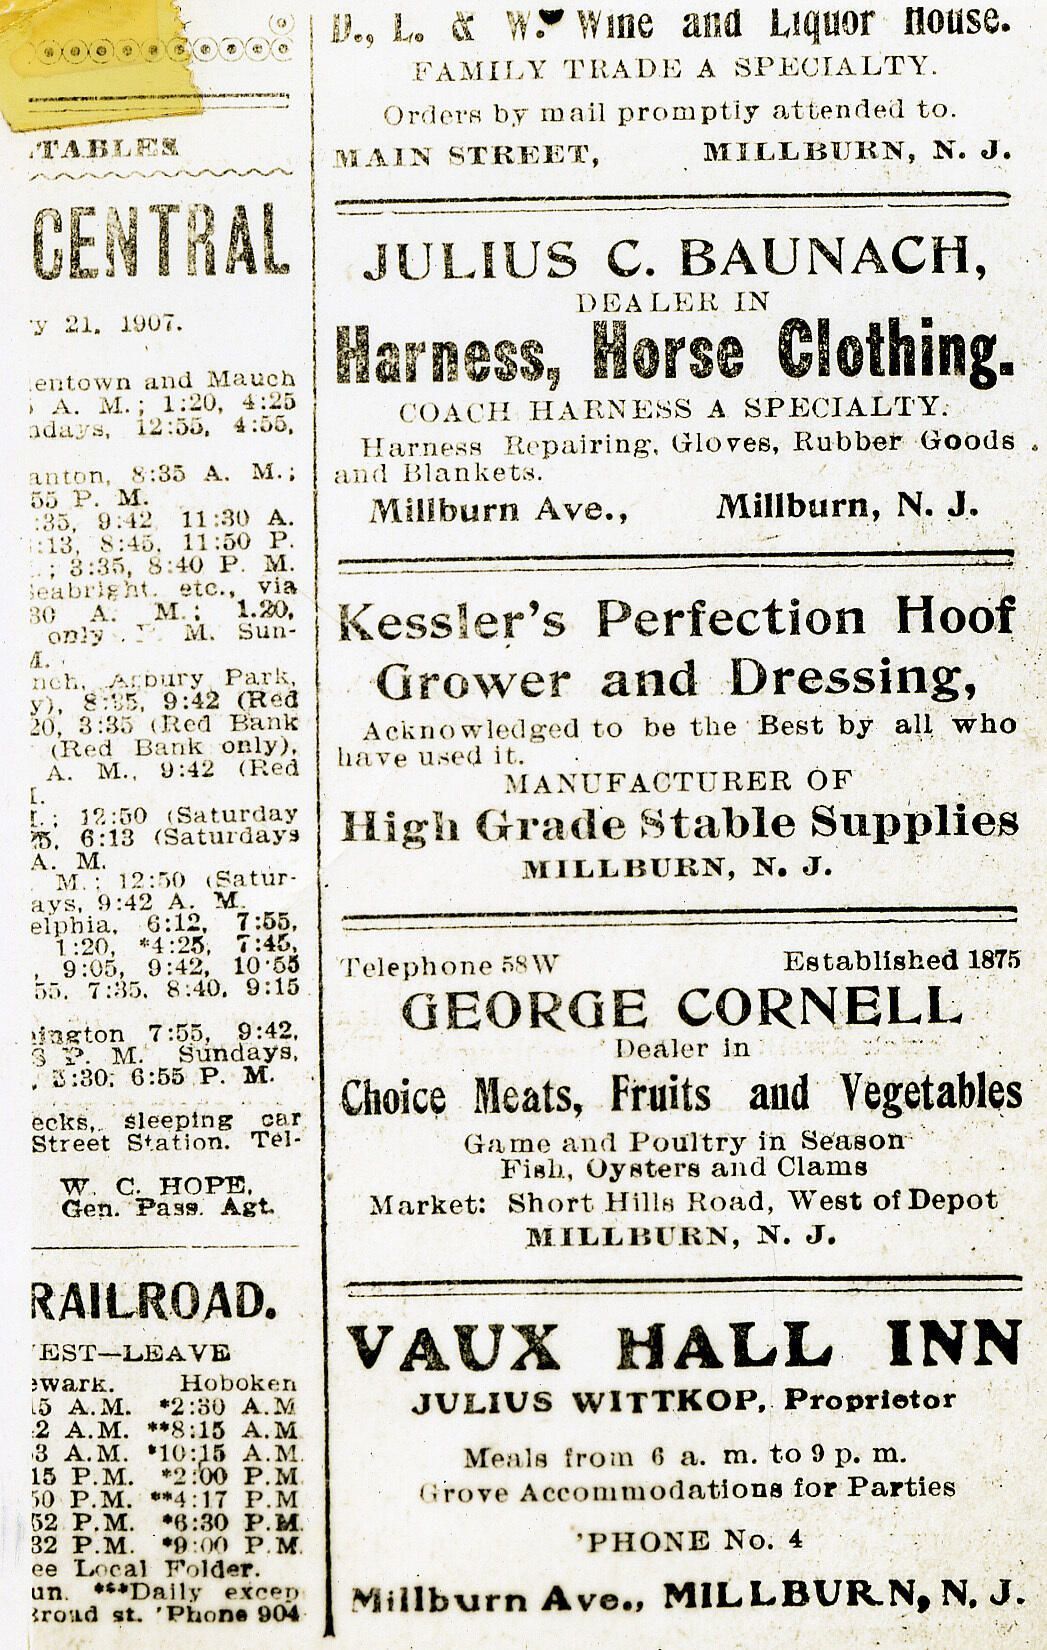 TABLES
CENTRAL
y 21, 1907.
entown and Mauch
A. M.; 1:20, 4:25
days, 12:55, 4:55,
anton, 8:35 A. M.;
55 P. M.
:35, 9:42 11:30 A.
:13, 8:45, 11:50 P.
; 3:35, 8:40 P. M.
Seabright. etc., via
30 A. M.; 1.20,
only . P. M. Sun-
M.
nch, Asbury Park,
y), 8:35, 9:42 (Red
20, 3:35 (Red Bank
(Red Bank only),
A. M., 9:42 (Red
I.
; 12:50 (Saturday
5, 6:13 (Saturdays
A. M.
M.; 12:50 (Satur-
ays, 9:42 A. M.
elphia, 6:12, 7:55,
1:20, *4:25, 7:45,
, 9:05, 9:42, 10:55
55, 7:35, 8:40, 9:15
ington 7:55, 9:42,
P. M. Sundays,
, 3:30; 6:55 P. M.
ecks, sleeping car
Street Station. Tel-
W. C. HOPE,
Gen. Pass. Agt.
RAILROAD.
EST—LEAVE
ewark. Hoboken
15 A.M. *2:30 A.M
2 A.M. **8:15 A.M
3 A.M. *10:15 A.M.
15 P.M. *2:00 P.M
50 P.M. **4:17 P.M
52 P.M. *6:30 P.M.
32 P.M. *9:00 P.M.
ee Local Folder.
un. ***Daily excep
Broad st. 'Phone 904
D., L. & W. Wine and Liquor House.
FAMILY TRADE A SPECIALTY.
Orders by mail promptly attended to.
MAIN STREET, MILLBURN, N. J.
JULIUS C. BAUNACH,
DEALER IN
Harness, Horse Clothing.
COACH HARNESS A SPECIALTY.
Harness Repairing, Gloves, Rubber Goods
and Blankets.
Millburn Ave., Millburn, N. J.
Kessler's Perfection Hoof
Grower and Dressing,
Acknowledged to be the Best by all who
have used it.
MANUFACTURER OF
High Grade Stable Supplies
MILLBURN, N. J.
Telephone 58W Established 1875
GEORGE CORNELL
Dealer in
Choice Meats, Fruits and Vegetables
Game and Poultry in Season
Fish, Oysters and Clams
Market: Short Hills Road, West of Depot
MILLBURN, N. J.
VAUX HALL INN
JULIUS WITTKOP, Proprietor
Meals from 6 a. m. to 9 p. m.
Grove Accommodations for Parties
'PHONE No. 4
Millburn Ave., MILLBURN, N. J.